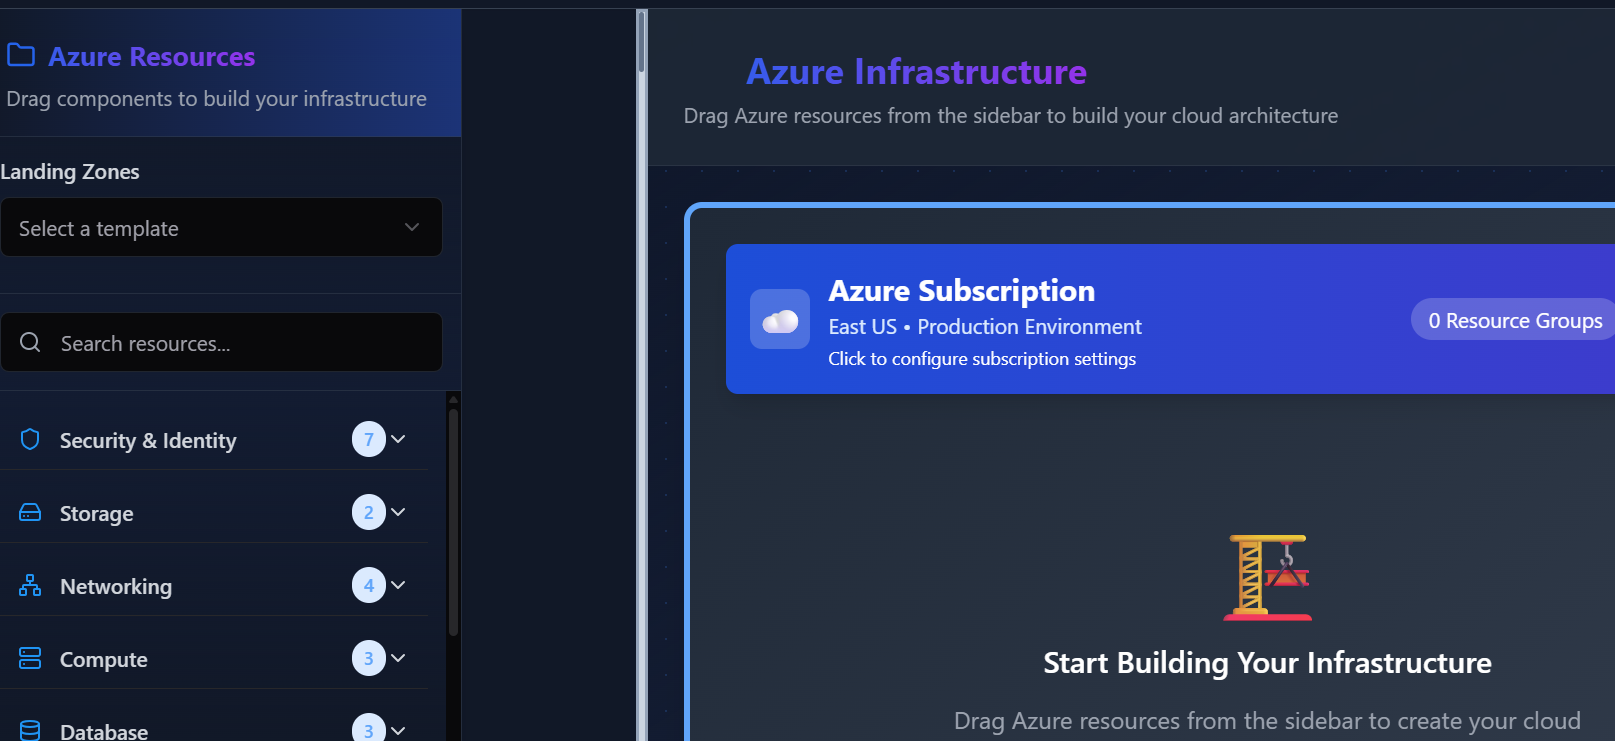 Azure Resources
Drag components to build your infrastructure
Landing Zones
Select a template
Search resources...
Security & Identity 7
Storage 2
Networking 4
Compute 3
Database 3
Azure Infrastructure
Drag Azure resources from the sidebar to build your cloud architecture
Azure Subscription
East US • Production Environment
Click to configure subscription settings
0 Resource Groups
Start Building Your Infrastructure
Drag Azure resources from the sidebar to create your cloud